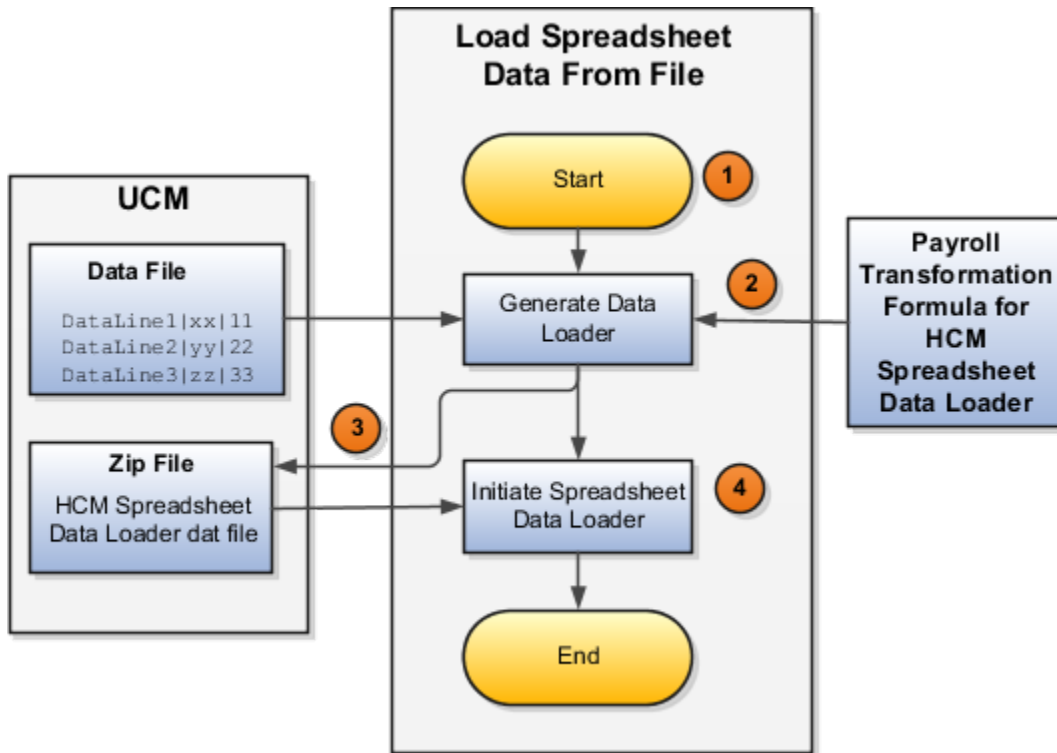 Load Spreadsheet
Data From File
Start
1
UCM
Data File
DataLine1|xx|11
DataLine2|yy|22
DataLine3|zz|33
Generate Data
Loader
2
Payroll
Transformation
Formula for
HCM
Spreadsheet
Data Loader
3
Zip File
HCM Spreadsheet
Data Loader dat file
Initiate Spreadsheet
Data Loader
4
End